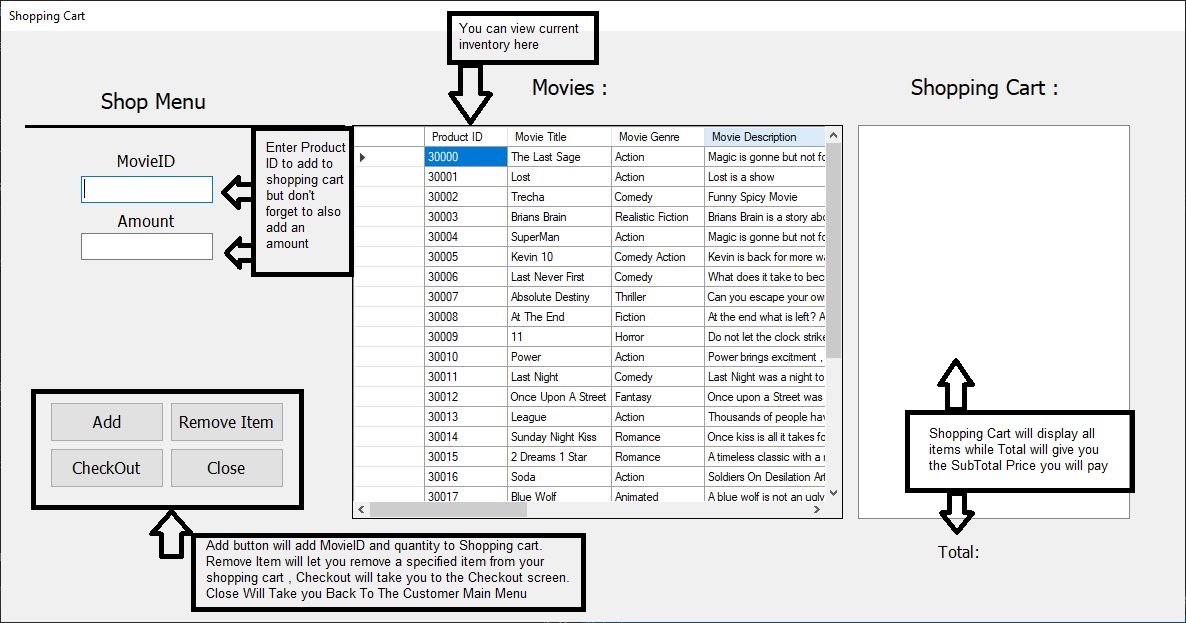 Shopping Cart
You can view current
inventory here
Shop Menu
Movies :
Shopping Cart :
MovieID
Amount
Enter Product
ID to add to
shopping cart
but don't
forget to also
add an
amount
Product ID Movie Title Movie Genre Movie Description
30000 The Last Sage Action Magic is gonne but not fo
30001 Lost Action Lost is a show
30002 Trecha Comedy Funny Spicy Movie
30003 Brians Brain Realistic Fiction Brians Brain is a story abo
30004 SuperMan Action Magic is gonne but not fo
30005 Kevin 10 Comedy Action Kevin is back for more wa
30006 Last Never First Comedy What does it take to bec
30007 Absolute Destiny Thriller Can you escape your ow
30008 At The End Fiction At the end what is left? A
30009 11 Horror Do not let the clock strike
30010 Power Action Power brings excitment ,
30011 Last Night Comedy Last Night was a night to
30012 Once Upon A Street Fantasy Once upon a Street was
30013 League Action Thousands of people hav
30014 Sunday Night Kiss Romance Once kiss is all it takes fo
30015 2 Dreams 1 Star Romance A timeless classic with a
30016 Soda Action Soldiers On Desilation Art
30017 Blue Wolf Animated A blue wolf is not an ugly
Add Remove Item
CheckOut Close
Shopping Cart will display all
items while Total will give you
the SubTotal Price you will pay
Total:
Add button will add MovieID and quantity to Shopping cart.
Remove Item will let you remove a specified item from your
shopping cart , Checkout will take you to the Checkout screen.
Close Will Take you Back To The Customer Main Menu